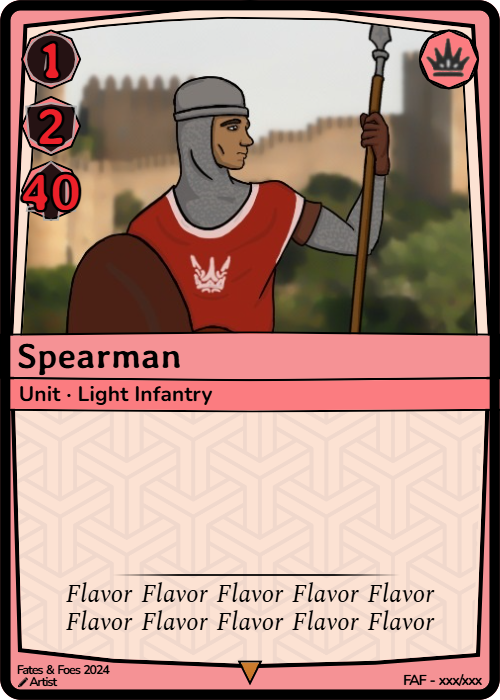 1
2
40
Spearman
Unit · Light Infantry
Flavor Flavor Flavor Flavor Flavor
Flavor Flavor Flavor Flavor Flavor
Fates & Foes 2024
Artist
FAF - xxx/xxx